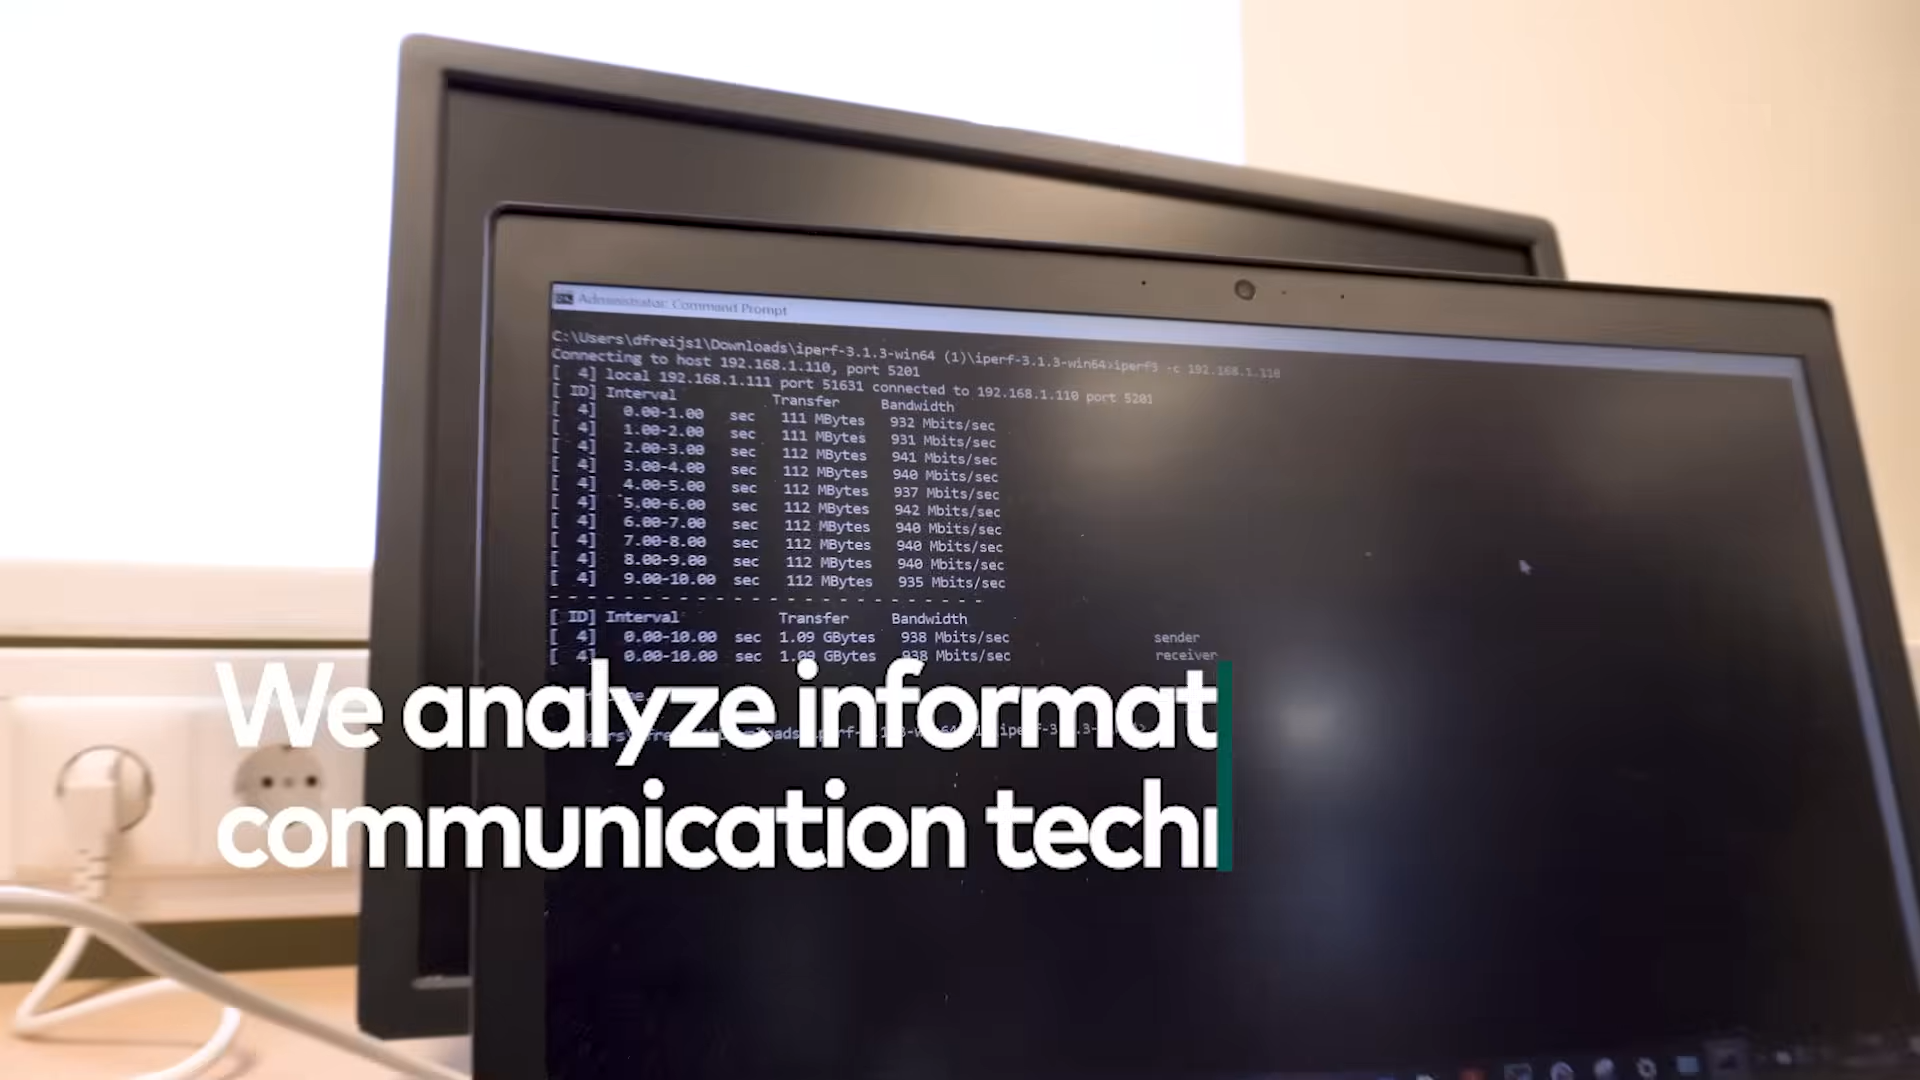 Administrator: Command Prompt
C:\Users\dfreijs1\Downloads\iperf-3.1.3-win64 (1)\iperf-3.1.3-win64>iperf3 -c 192.168.1.110
Connecting to host 192.168.1.110, port 5201
[ 4] local 192.168.1.111 port 51631 connected to 192.168.1.110 port 5201
[ ID] Interval Transfer Bandwidth
[ 4] 0.00-1.00 sec 111 MBytes 932 Mbits/sec
[ 4] 1.00-2.00 sec 111 MBytes 931 Mbits/sec
[ 4] 2.00-3.00 sec 112 MBytes 941 Mbits/sec
[ 4] 3.00-4.00 sec 112 MBytes 940 Mbits/sec
[ 4] 4.00-5.00 sec 112 MBytes 937 Mbits/sec
[ 4] 5.00-6.00 sec 112 MBytes 942 Mbits/sec
[ 4] 6.00-7.00 sec 112 MBytes 940 Mbits/sec
[ 4] 7.00-8.00 sec 112 MBytes 940 Mbits/sec
[ 4] 8.00-9.00 sec 112 MBytes 940 Mbits/sec
[ 4] 9.00-10.00 sec 112 MBytes 935 Mbits/sec
- - - - - - - - - - - - - - - - - - - - - - - - -
[ ID] Interval Transfer Bandwidth
[ 4] 0.00-10.00 sec 1.09 GBytes 938 Mbits/sec sender
[ 4] 0.00-10.00 sec 1.09 GBytes 938 Mbits/sec receiver
We analyze informat
communication tech